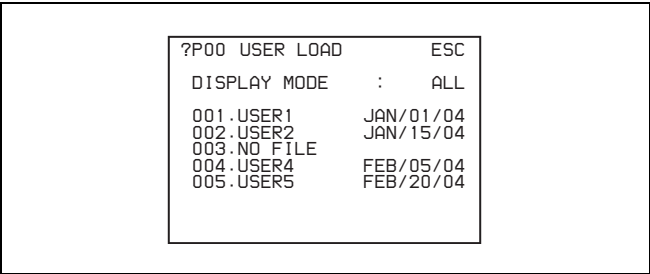 ?P00 USER LOAD ESC
DISPLAY MODE : ALL
001.USER1 JAN/01/04
002.USER2 JAN/15/04
003.NO FILE
004.USER4 FEB/05/04
005.USER5 FEB/20/04